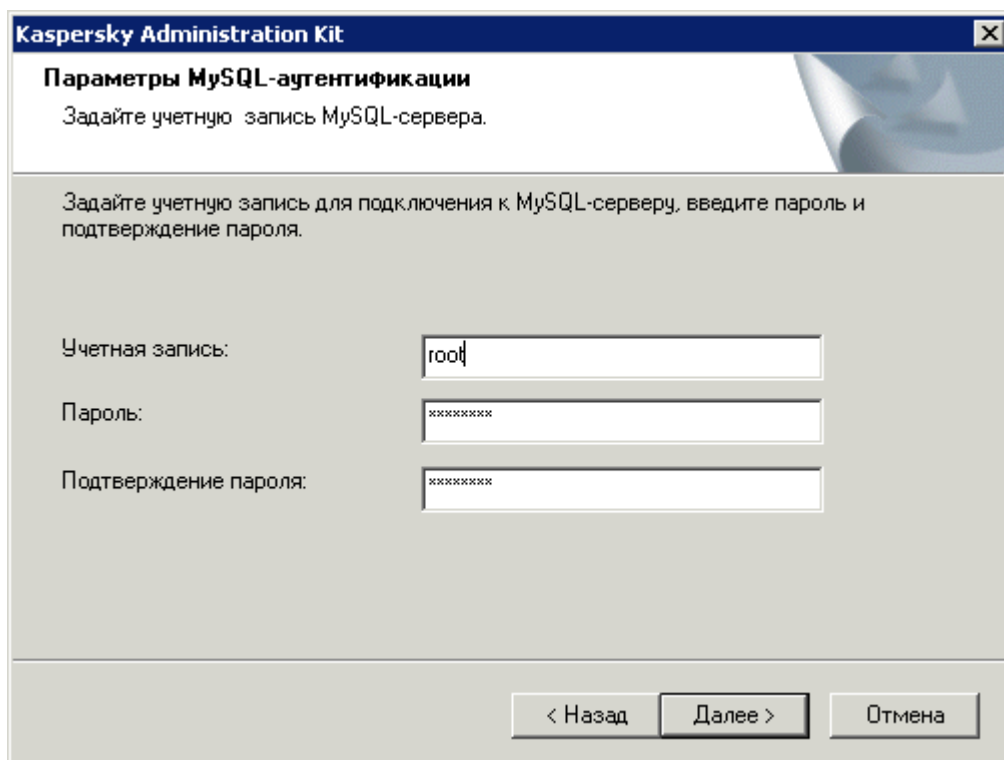 Kaspersky Administration Kit
Параметры MySQL-аутентификации
Задайте учетную запись MySQL-сервера.
Задайте учетную запись для подключения к MySQL-серверу, введите пароль и
подтверждение пароля.
Учетная запись:
root
Пароль:
××××××××
Подтверждение пароля:
××××××××
< Назад
Далее >
Отмена